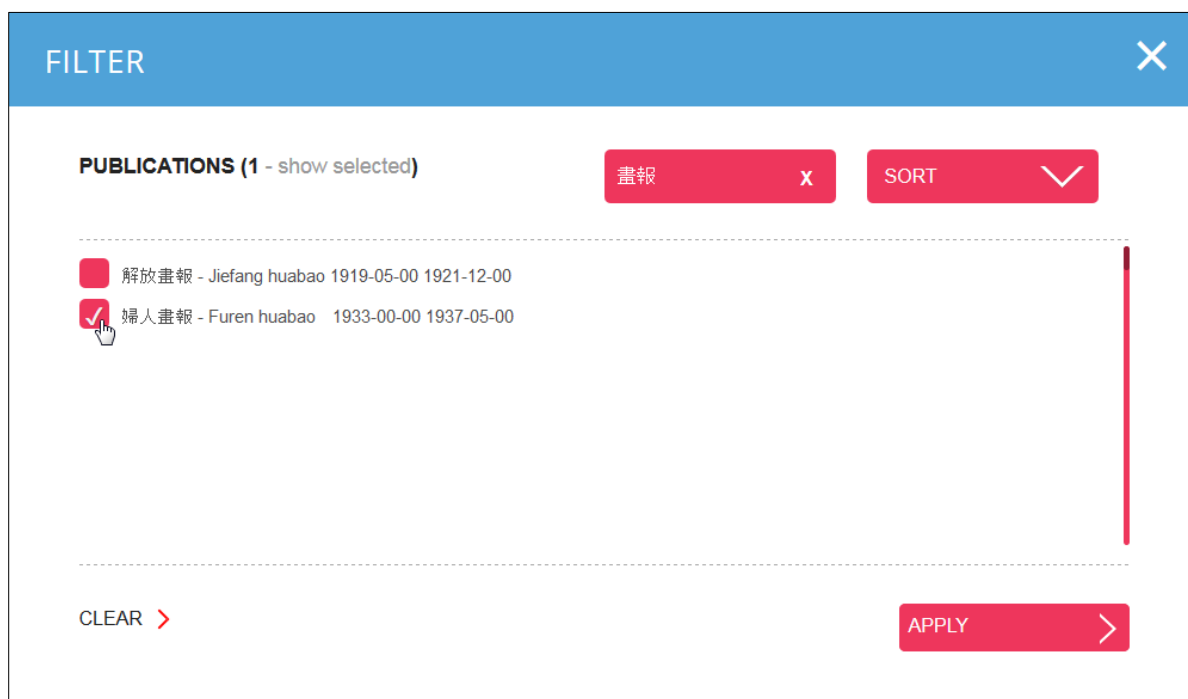 FILTER
PUBLICATIONS (1 - show selected)
畫報 x
SORT
解放畫報 - Jiefang huabao 1919-05-00 1921-12-00
婦人畫報 - Furen huabao 1933-00-00 1937-05-00
CLEAR
APPLY